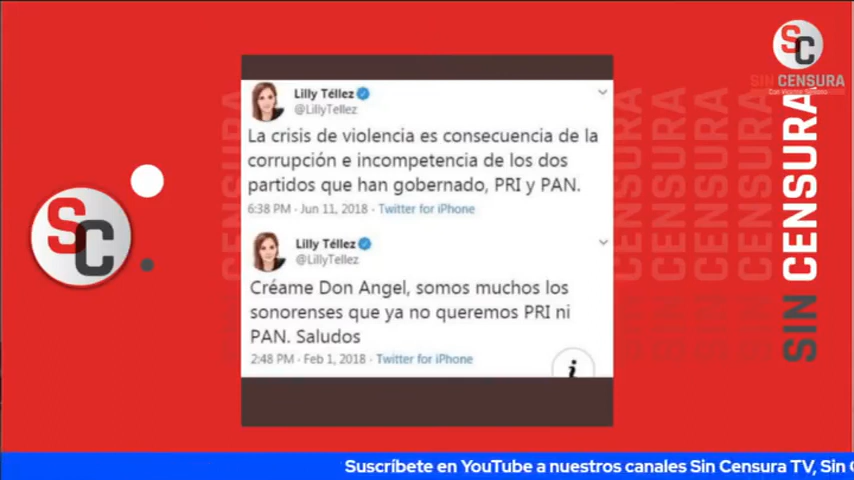 SC
SIN CENSURA
Lilly Téllez
@LillyTellez
La crisis de violencia es consecuencia de la
corrupción e incompetencia de los dos
partidos que han gobernado, PRI y PAN.
6:38 PM · Jun 11, 2018 · Twitter for iPhone
Lilly Téllez
@LillyTellez
Créame Don Angel, somos muchos los
sonorenses que ya no queremos PRI ni
PAN. Saludos
2:48 PM · Feb 1, 2018 · Twitter for iPhone
i
SC
SIN CENSURA
CENSURA
CENSURA
Suscríbete en YouTube a nuestros canales Sin Censura TV, Sin